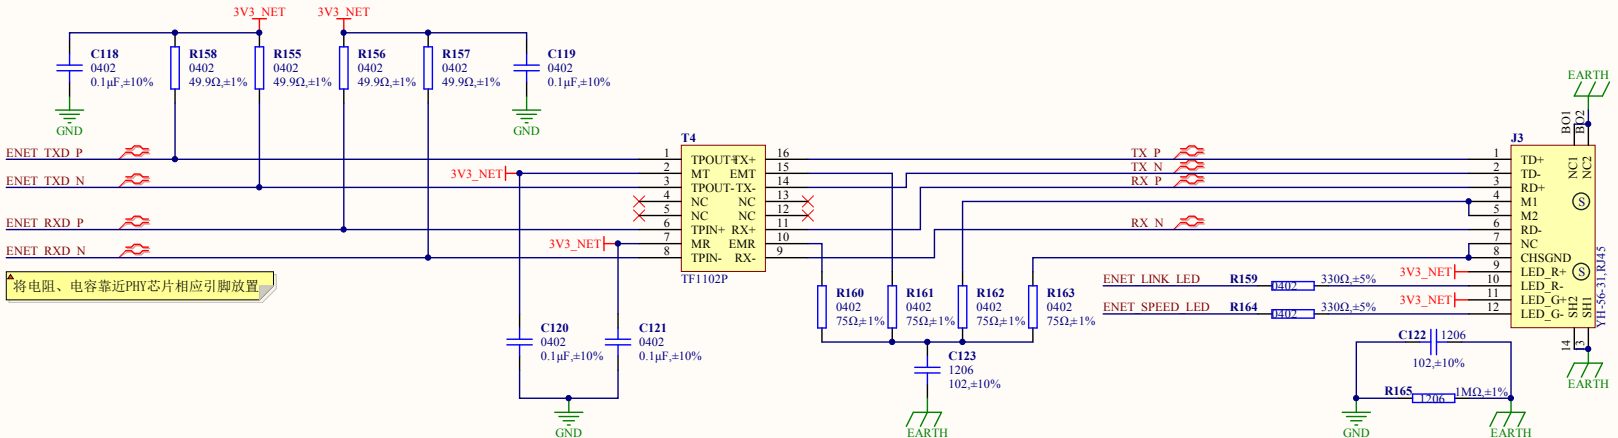 3V3_NET
3V3_NET
C118
0402
0.1μF,±10%
R158
0402
49.9Ω,±1%
R155
0402
49.9Ω,±1%
R156
0402
49.9Ω,±1%
R157
0402
49.9Ω,±1%
C119
0402
0.1μF,±10%
GND
GND
ENET_TXD_P
ENET_TXD_N
ENET_RXD_P
ENET_RXD_N
将电阻、电容靠近PHY芯片相应引脚放置
3V3_NET
3V3_NET
T4
1 TPOUT+ TX+ 16
2 MT EMT 15
3 TPOUT- TX- 14
4 NC NC 13
5 NC NC 12
6 TPIN+ RX+ 11
7 MR EMR 10
8 TPIN- RX- 9
TF1102P
C120
0402
0.1μF,±10%
C121
0402
0.1μF,±10%
GND
R160
0402
75Ω,±1%
R161
0402
75Ω,±1%
R162
0402
75Ω,±1%
R163
0402
75Ω,±1%
C123
1206
102,±10%
EARTH
TX_P
TX_N
RX_P
RX_N
ENET_LINK_LED
R159
0402
330Ω,±5%
ENET_SPEED_LED
R164
0402
330Ω,±5%
3V3_NET
3V3_NET
EARTH
BO1
BO2
J3
NC1
NC2
1 TD+
2 TD-
3 RD+
4 M1
5 M2
6 RD-
7 NC
8 CHSGND
9 LED_R+
10 LED_R-
11 LED_G+
12 LED_G-
S
S
SH2
SH1
YH-56-31,RJ45
14
EARTH
C122
1206
102,±10%
R165
1206
1MΩ,±1%
GND
EARTH